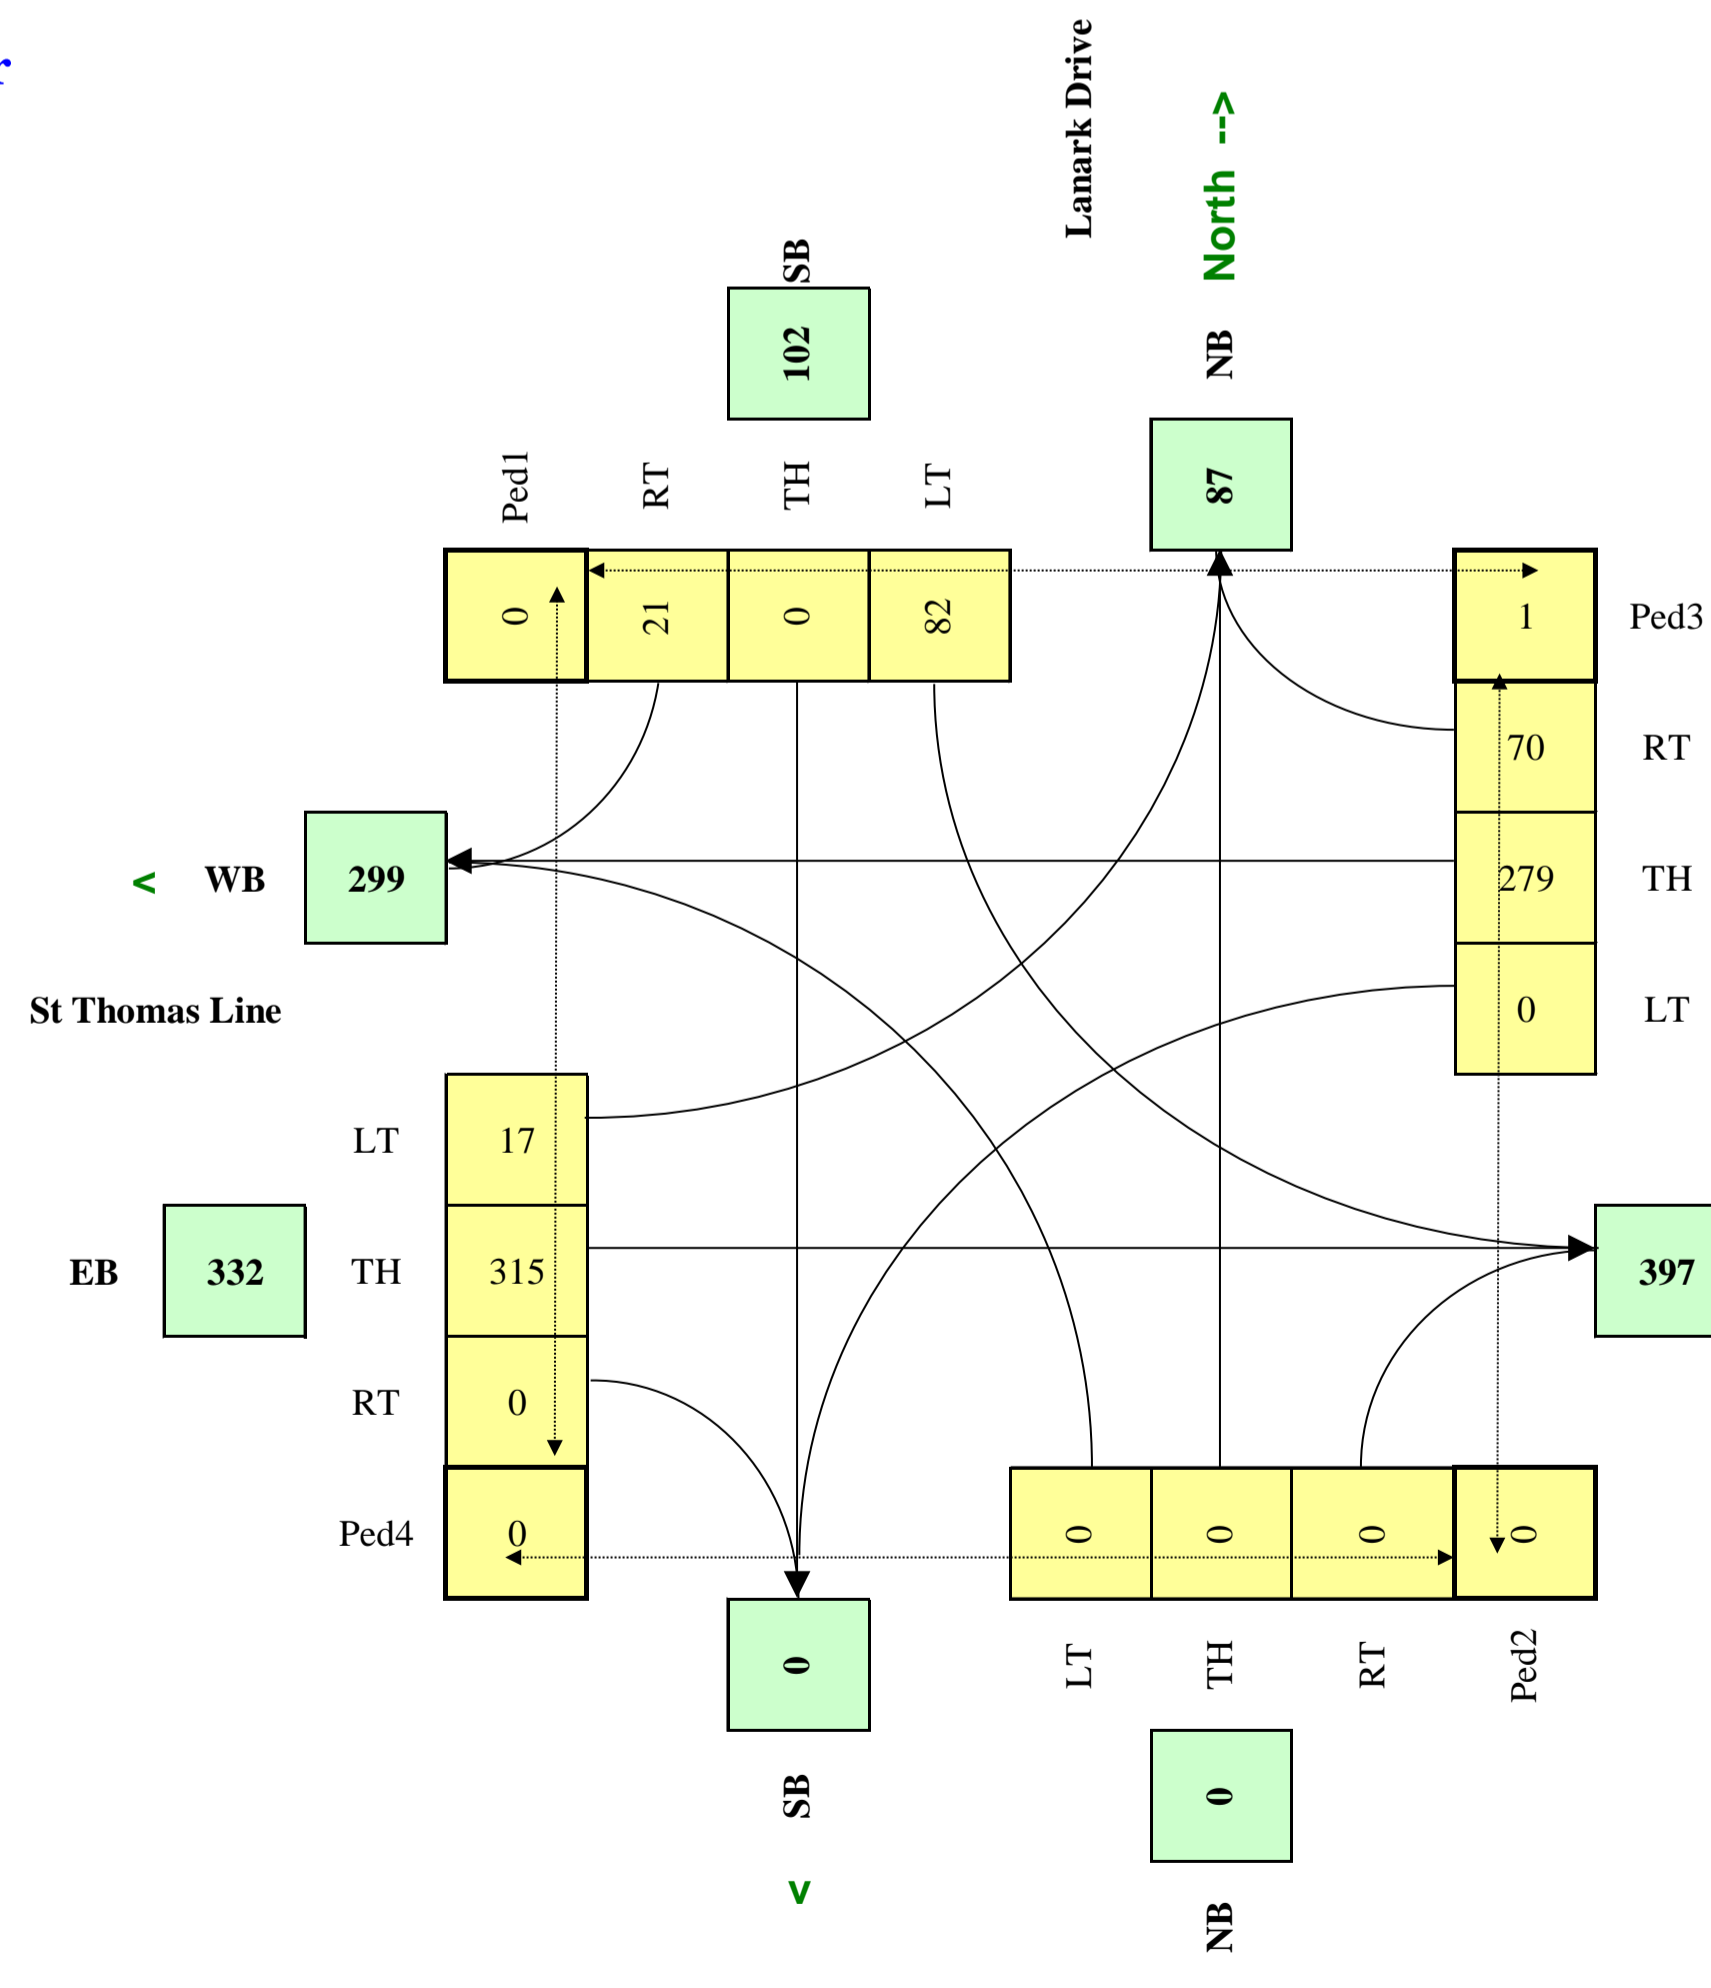 r
Lanark Drive
North -->
SB
102
NB
87
Ped1
RT
TH
LT
0
21
0
82
1
Ped3
70
RT
< WB
299
279
TH
St Thomas Line
0
LT
LT
17
EB
332
TH
315
397
RT
0
Ped4
0
0
0
0
0
0
LT
TH
RT
Ped2
SB
0
<
NB